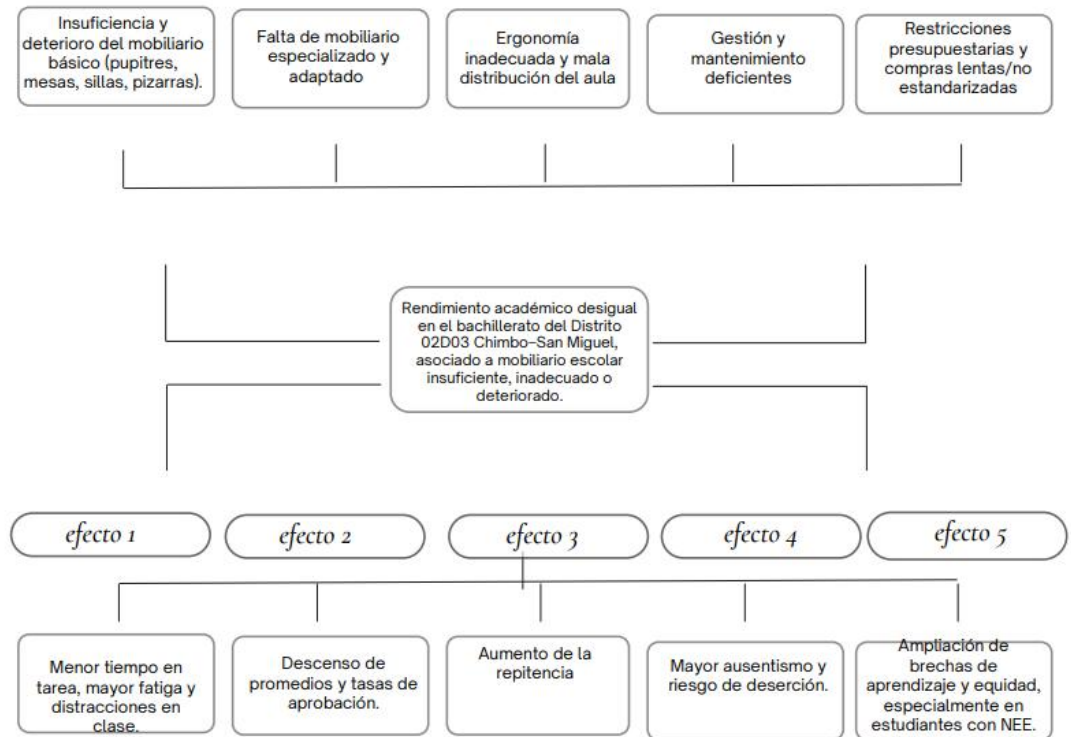 Insuficiencia y
deterioro del mobiliario
básico (pupitres,
mesas, sillas, pizarras).
Falta de mobiliario
especializado y
adaptado
Ergonomía
inadecuada y mala
distribución del aula
Gestión y
mantenimiento
deficientes
Restricciones
presupuestarias y
compras lentas/no
estandarizadas
Rendimiento académico desigual
en el bachillerato del Distrito
02D03 Chimbo–San Miguel,
asociado a mobiliario escolar
insuficiente, inadecuado o
deteriorado.
efecto 1
efecto 2
efecto 3
efecto 4
efecto 5
Menor tiempo en
tarea, mayor fatiga y
distracciones en
clase.
Descenso de
promedios y tasas de
aprobación.
Aumento de la
repitencia
Mayor ausentismo y
riesgo de deserción.
Ampliación de
brechas de
aprendizaje y equidad,
especialmente en
estudiantes con NEE.